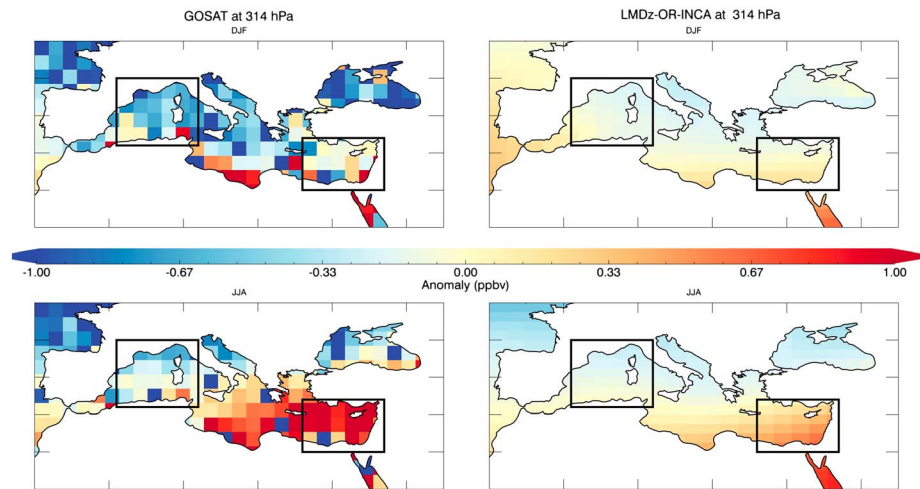 GOSAT at 314 hPa
DJF
LMDz-OR-INCA at 314 hPa
DJF
-1.00 -0.67 -0.33 0.00 0.33 0.67 1.00
Anomaly (ppbv)
JJA
JJA